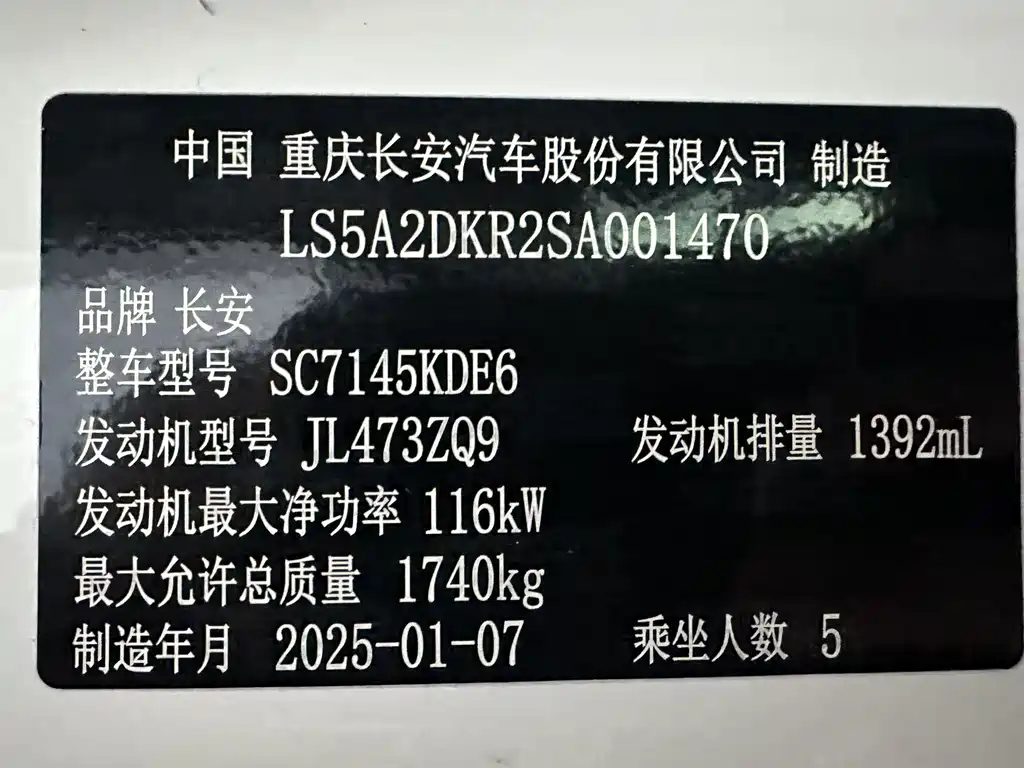 中国 重庆长安汽车股份有限公司 制造
LS5A2DKR2SA001470
品牌 长安
整车型号 SC7145KDE6
发动机型号 JL473ZQ9 发动机排量 1392mL
发动机最大净功率 116kW
最大允许总质量 1740kg
制造年月 2025-01-07 乘坐人数 5